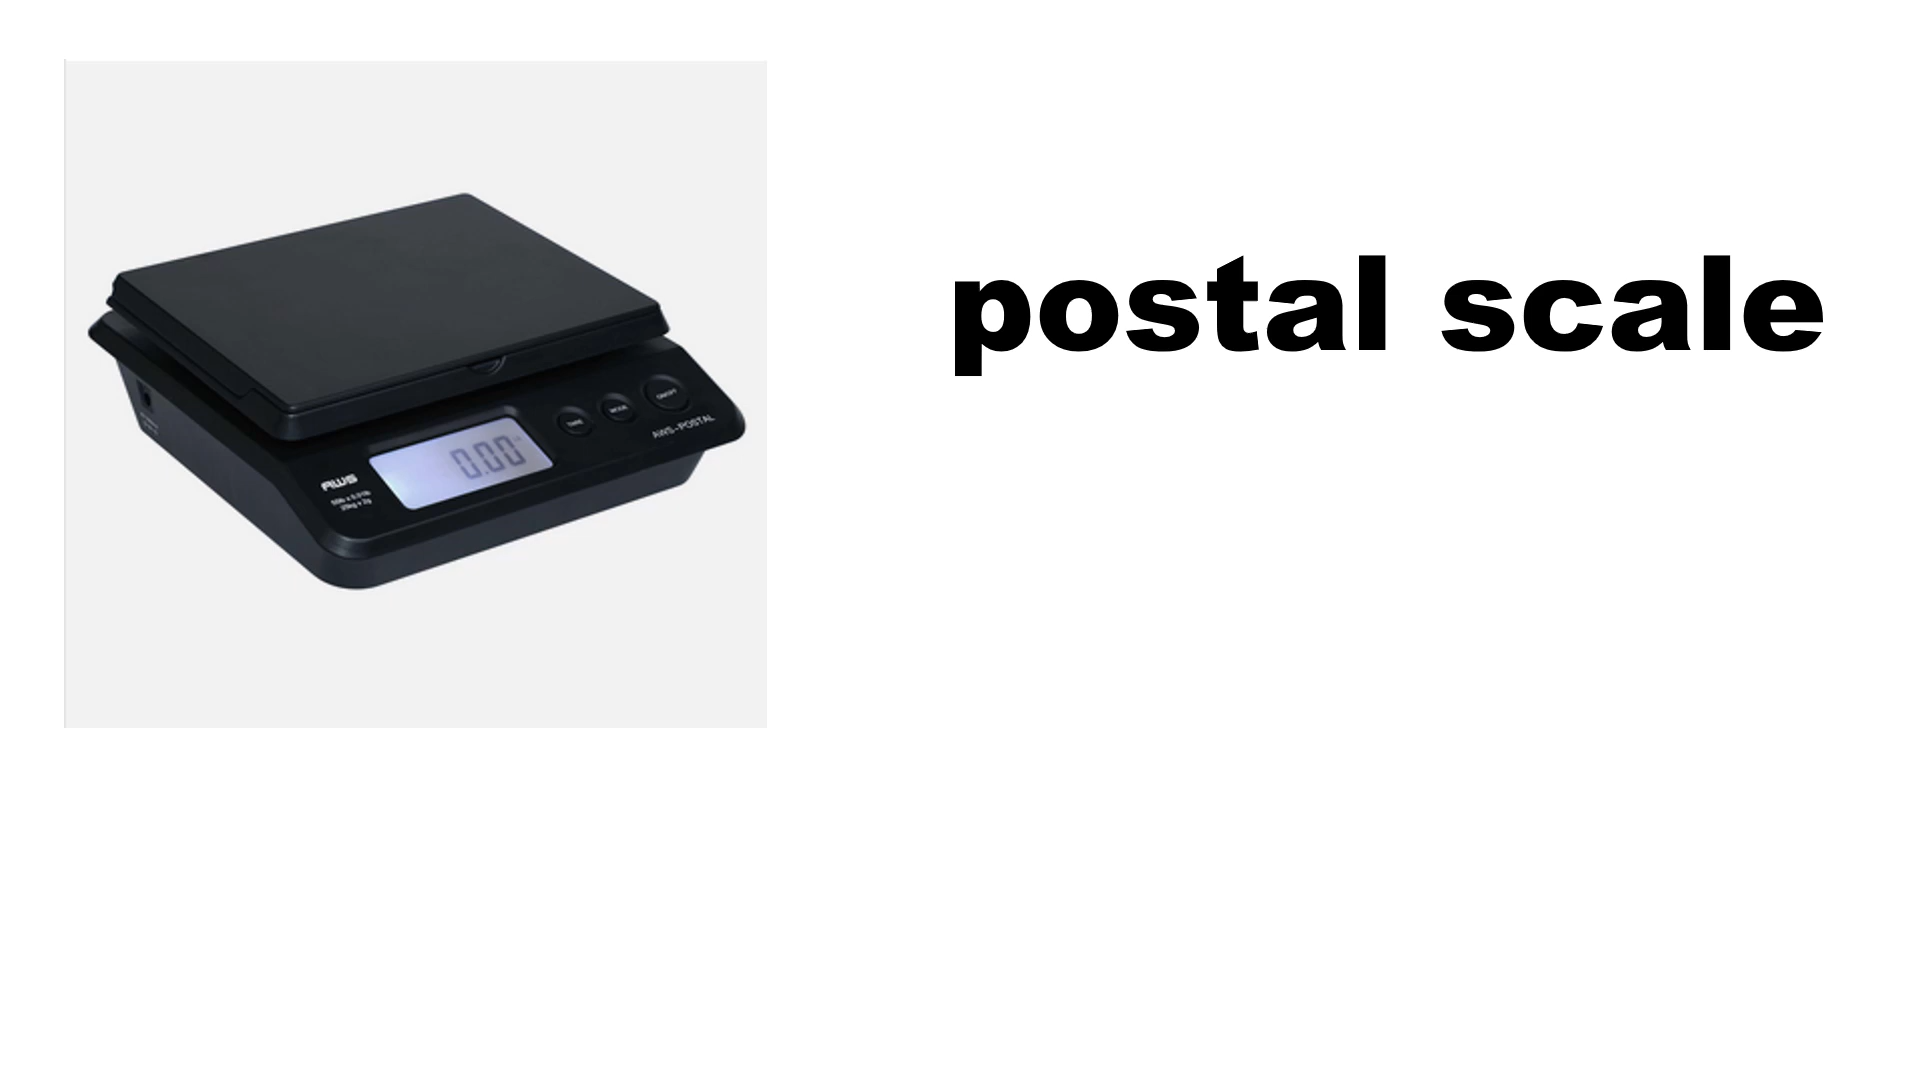 0.00
TARE
MODE
ON/OFF
AWS-POSTAL
AWS
postal scale